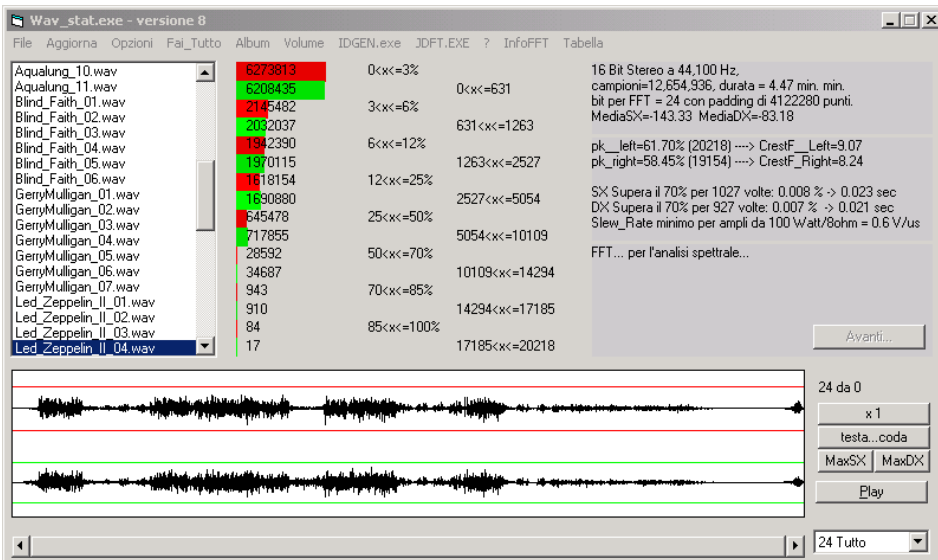 Wav_stat.exe - versione 8
File Aggiorna Opzioni Fai_Tutto Album Volume IDGEN.exe JDFT.EXE ? InfoFFT Tabella
Aqualung_10.wav
Aqualung_11.wav
Blind_Faith_01.wav
Blind_Faith_02.wav
Blind_Faith_03.wav
Blind_Faith_04.wav
Blind_Faith_05.wav
Blind_Faith_06.wav
GerryMulligan_01.wav
GerryMulligan_02.wav
GerryMulligan_03.wav
GerryMulligan_04.wav
GerryMulligan_05.wav
GerryMulligan_06.wav
GerryMulligan_07.wav
Led_Zeppelin_II_01.wav
Led_Zeppelin_II_02.wav
Led_Zeppelin_II_03.wav
Led_Zeppelin_II_04.wav
6273813 0<x<=3%
6208435 0<x<=631
2145482 3<x<=6%
2032037 631<x<=1263
1942390 6<x<=12%
1970115 1263<x<=2527
1618154 12<x<=25%
1690880 2527<x<=5054
645478 25<x<=50%
717855 5054<x<=10109
28592 50<x<=70%
34687 10109<x<=14294
943 70<x<=85%
910 14294<x<=17185
84 85<x<=100%
17 17185<x<=20218
16 Bit Stereo a 44,100 Hz,
campioni=12,654,936, durata = 4.47 min. min.
bit per FFT = 24 con padding di 4122280 punti.
MediaSX=-143.33 MediaDX=-83.18
pk__left=61.70% (20218) ----> CrestF__Left=9.07
pk_right=58.45% (19154) ----> CrestF_Right=8.24
SX Supera il 70% per 1027 volte: 0.008 % -> 0.023 sec
DX Supera il 70% per 927 volte: 0.007 % -> 0.021 sec
Slew_Rate minimo per ampli da 100 Watt/8ohm = 0.6 V/us
FFT... per l'analisi spettrale...
Avanti...
24 da 0
x 1
testa...coda
MaxSX MaxDX
Play
24 Tutto